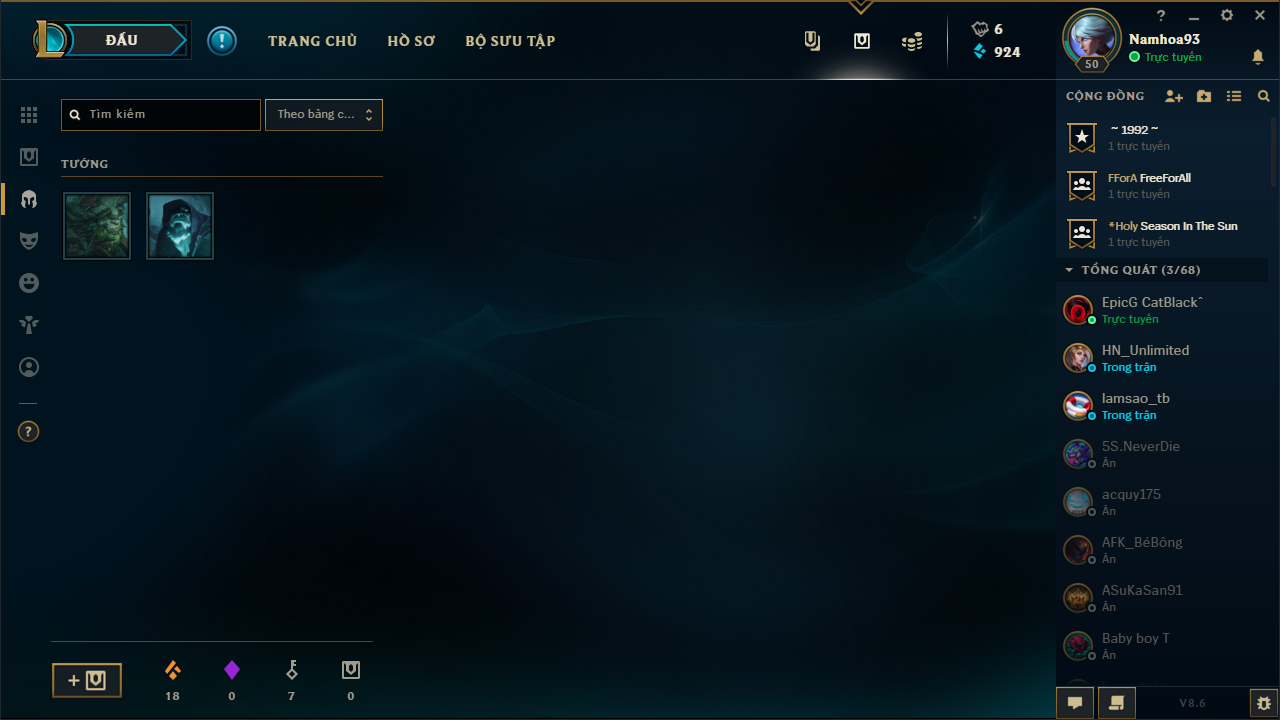 ĐẤU
TRANG CHỦ
HỒ SƠ
BỘ SƯU TẬP
6
924
50
Namhoa93
Trực tuyến
CỘNG ĐỒNG
~ 1992 ~
1 trực tuyến
FForA FreeForAll
1 trực tuyến
*Holy Season In The Sun
1 trực tuyến
TỔNG QUÁT (3/68)
EpicG CatBlackˆ
Trực tuyến
HN_Unlimited
Trong trận
lamsao_tb
Trong trận
5S.NeverDie
Ẩn
acquy175
Ẩn
AFK_BéBông
Ẩn
ASuKaSan91
Ẩn
Baby boy T
Ẩn
V8.6
Tìm kiếm
Theo bảng c...
TƯỚNG
?
+
18
0
7
0